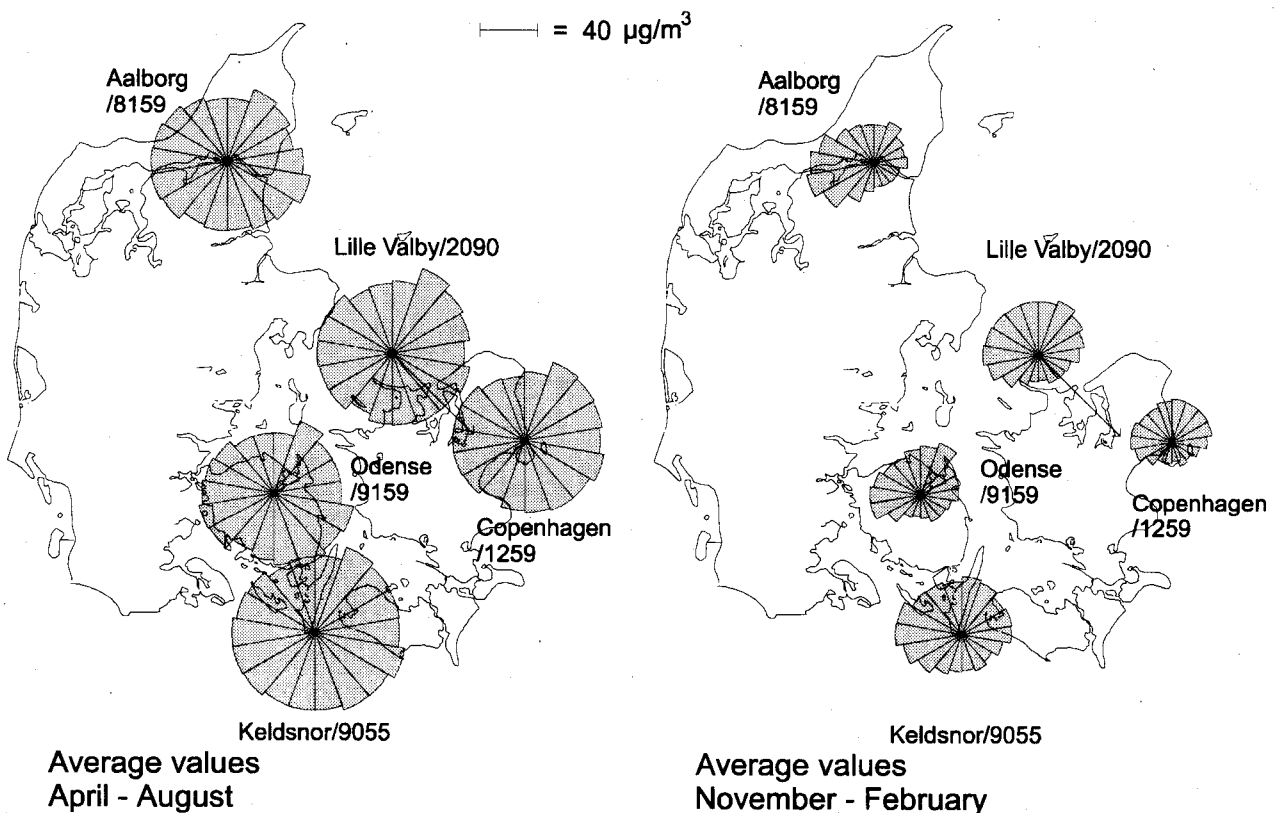 = 40 µg/m³
Aalborg
/8159
Lille Valby/2090
Odense
/9159
Copenhagen
/1259
Keldsnor/9055
Average values
April - August
Aalborg
/8159
Lille Valby/2090
Odense
/9159
Copenhagen
/1259
Keldsnor/9055
Average values
November - February